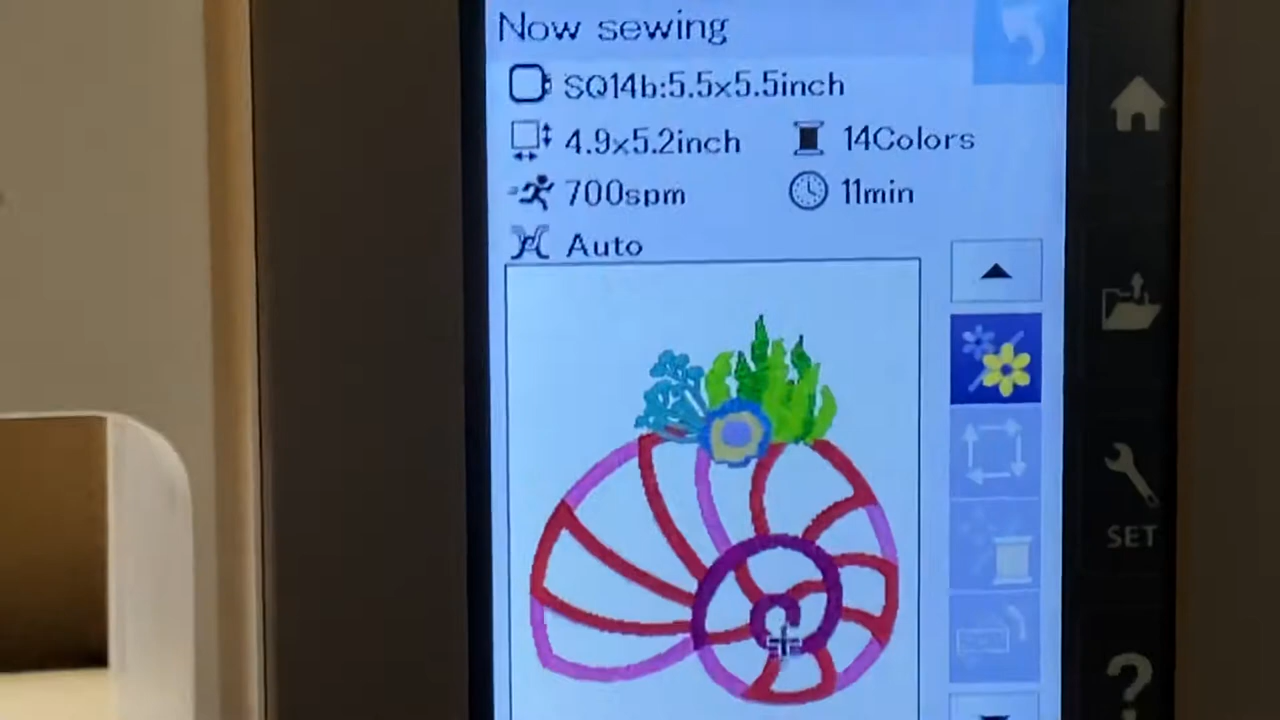 Now sewing
SQ14b:5.5x5.5inch
4.9x5.2inch 14Colors
700spm 11min
Auto
SET
?